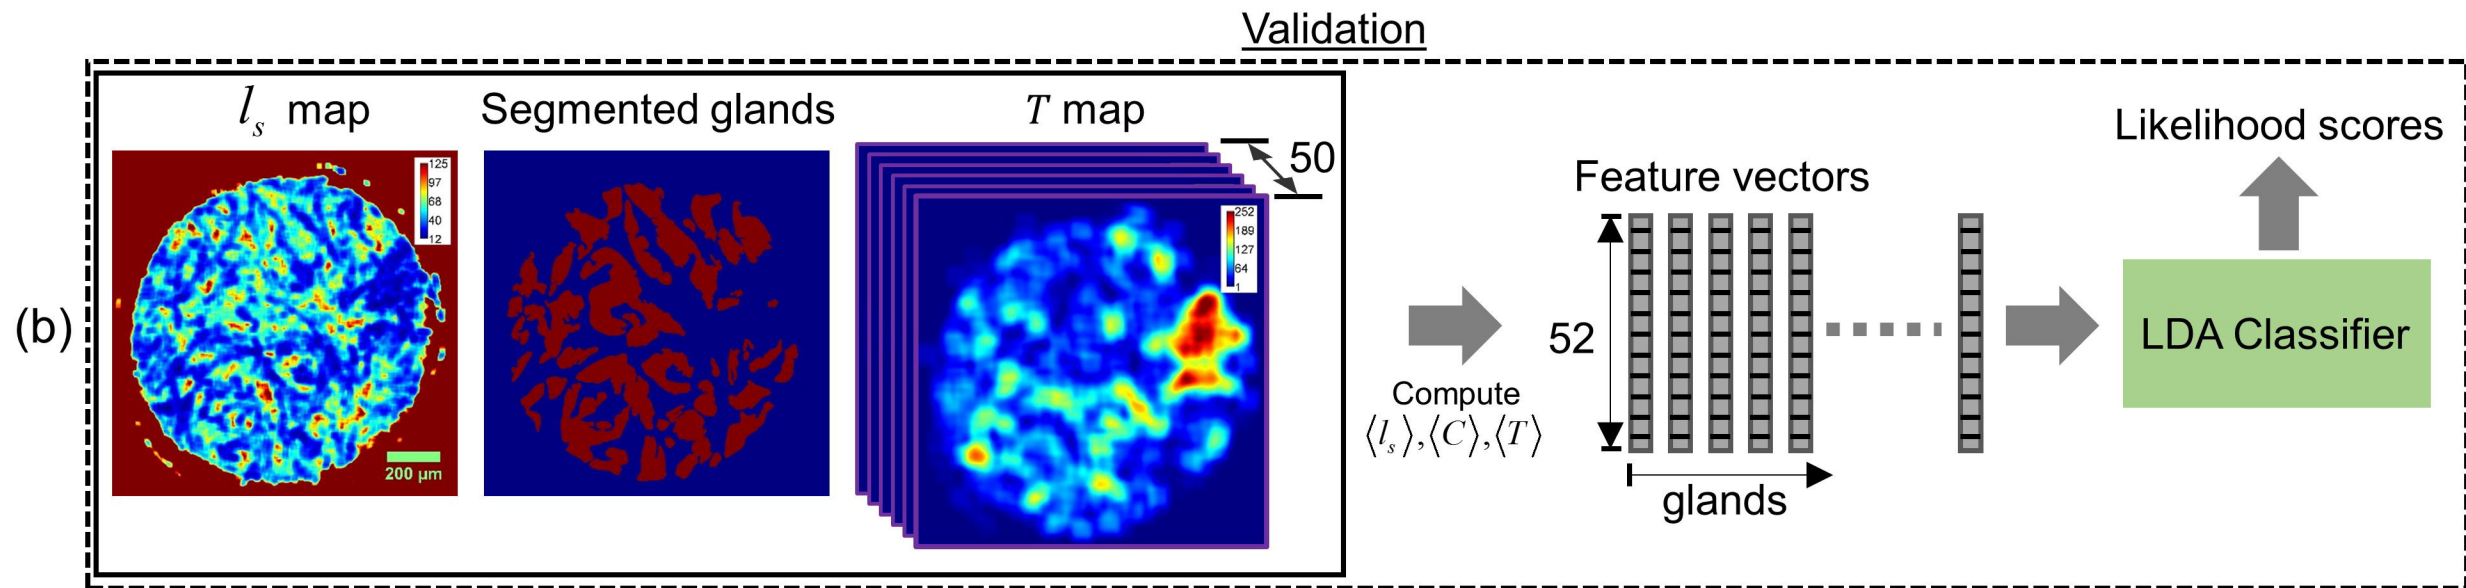 Validation
(b)
l_s map
125
97
68
40
12
200 µm
Segmented glands
T map
50
252
189
127
64
1
Compute
⟨l_s⟩,⟨C⟩,⟨T⟩
Feature vectors
52
glands
Likelihood scores
LDA Classifier